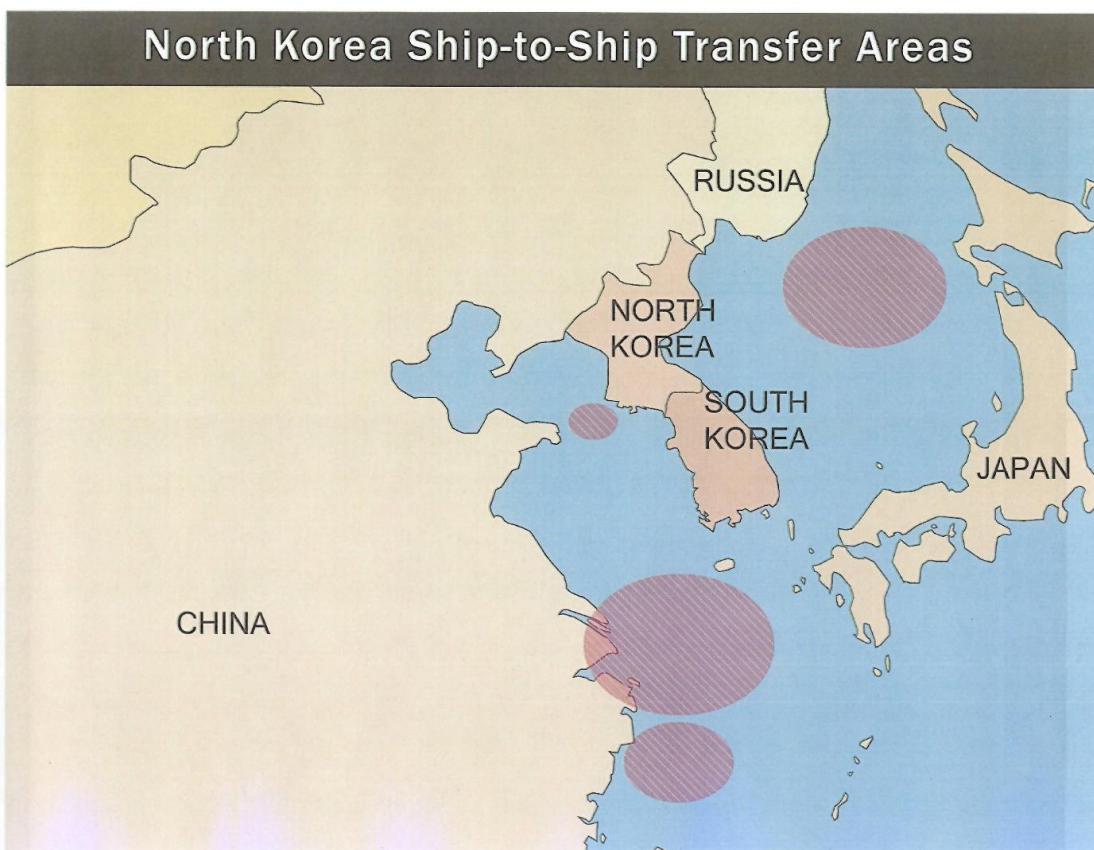 North Korea Ship-to-Ship Transfer Areas
RUSSIA
NORTH
KOREA
SOUTH
KOREA
JAPAN
CHINA